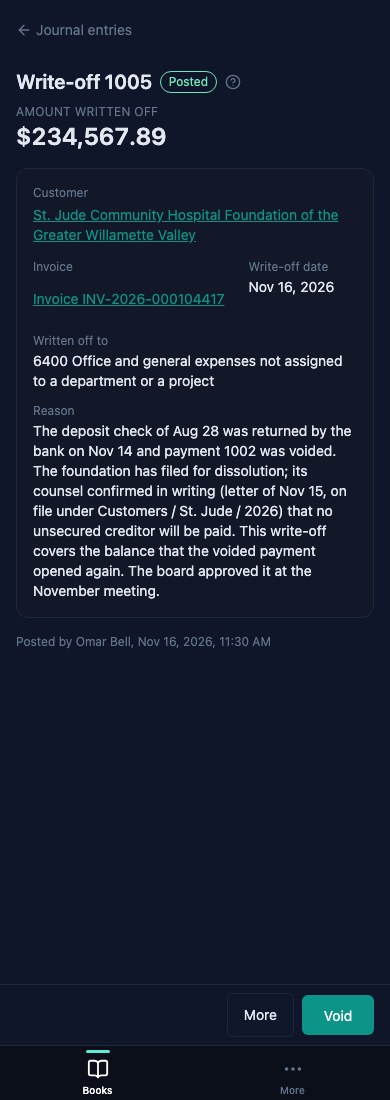 Journal entries
Write-off 1005 Posted
AMOUNT WRITTEN OFF
$234,567.89
Customer
St. Jude Community Hospital Foundation of the
Greater Willamette Valley
Invoice
Invoice INV-2026-000104417
Write-off date
Nov 16, 2026
Written off to
6400 Office and general expenses not assigned
to a department or a project
Reason
The deposit check of Aug 28 was returned by the
bank on Nov 14 and payment 1002 was voided.
The foundation has filed for dissolution; its
counsel confirmed in writing (letter of Nov 15, on
file under Customers / St. Jude / 2026) that no
unsecured creditor will be paid. This write-off
covers the balance that the voided payment
opened again. The board approved it at the
November meeting.
Posted by Omar Bell, Nov 16, 2026, 11:30 AM
More
Void
Books
More